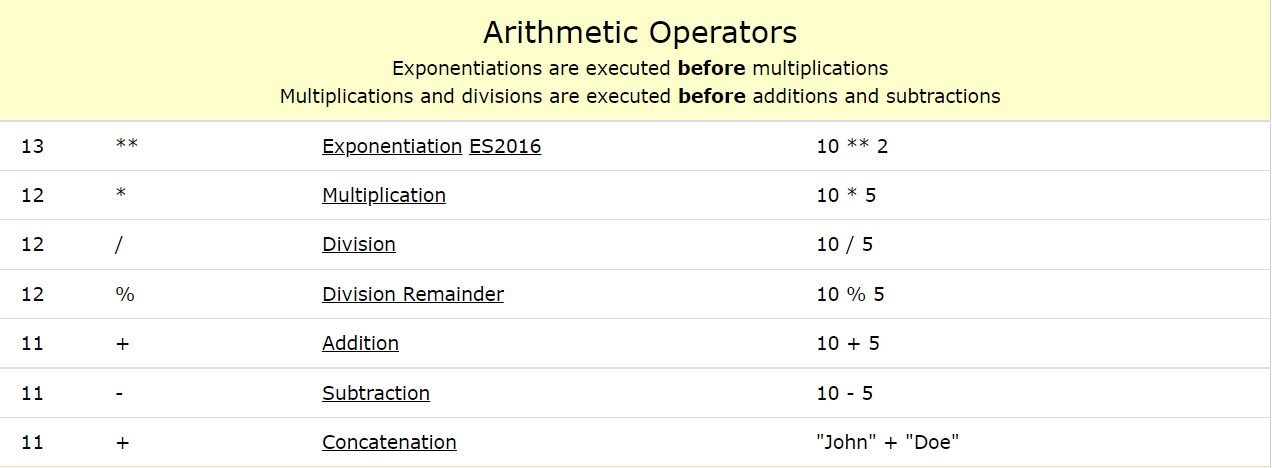 Arithmetic Operators
Exponentiations are executed before multiplications
Multiplications and divisions are executed before additions and subtractions
13 ** Exponentiation ES2016 10 ** 2
12 * Multiplication 10 * 5
12 / Division 10 / 5
12 % Division Remainder 10 % 5
11 + Addition 10 + 5
11 - Subtraction 10 - 5
11 + Concatenation "John" + "Doe"